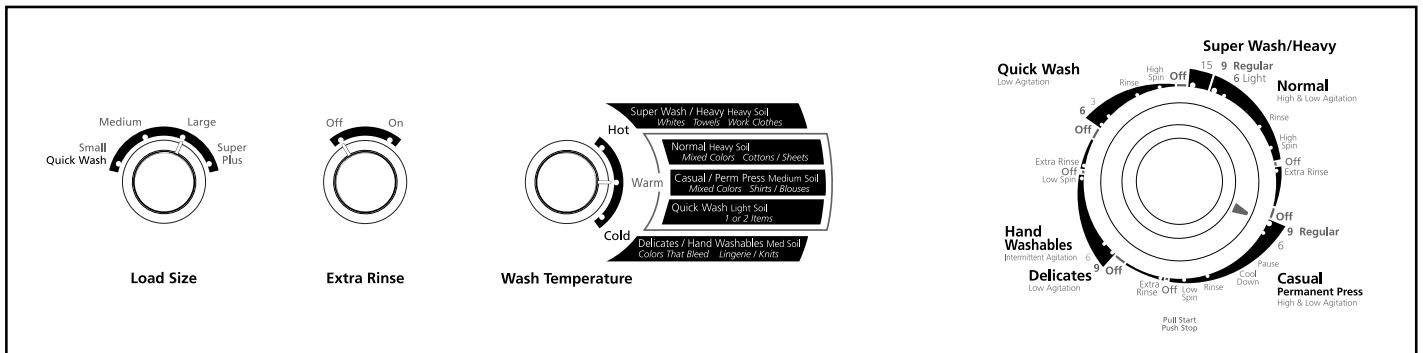 Medium
Large
Small
Quick Wash
Super
Plus
Load Size
Off
On
Extra Rinse
Hot
Warm
Cold
Wash Temperature
Super Wash / Heavy Heavy Soil
Whites Towels Work Clothes
Normal Heavy Soil
Mixed Colors Cottons / Sheets
Casual / Perm Press Medium Soil
Mixed Colors Shirts / Blouses
Quick Wash Light Soil
1 or 2 Items
Delicates / Hand Washables Med Soil
Colors That Bleed Lingerie / Knits
Super Wash/Heavy
15 9 Regular
6 Light
Normal
High & Low Agitation
Rinse
High
Spin
Off
Extra Rinse
Off
9 Regular
6
Pause
Casual
Permanent Press
High & Low Agitation
Cool
Down
Rinse
Low
Spin
Off
Extra
Rinse
Pull Start
Push Stop
Off
9
6
Hand
Washables
Intermittent Agitation
Delicates
Low Agitation
Low Spin
Off
Extra Rinse
Off
6
3
Quick Wash
Low Agitation
Rinse
High
Spin
Off